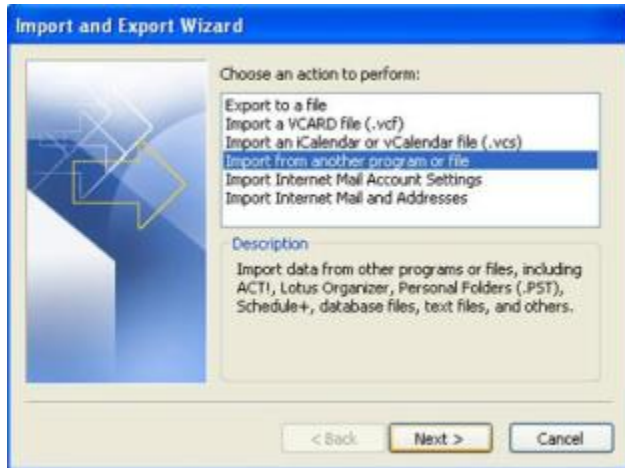 Import and Export Wizard
Choose an action to perform:
Export to a file
Import a VCARD file (.vcf)
Import an iCalendar or vCalendar file (.vcs)
Import from another program or file
Import Internet Mail Account Settings
Import Internet Mail and Addresses
Description
Import data from other programs or files, including
ACT!, Lotus Organizer, Personal Folders (.PST),
Schedule+, database files, text files, and others.
< Back Next > Cancel